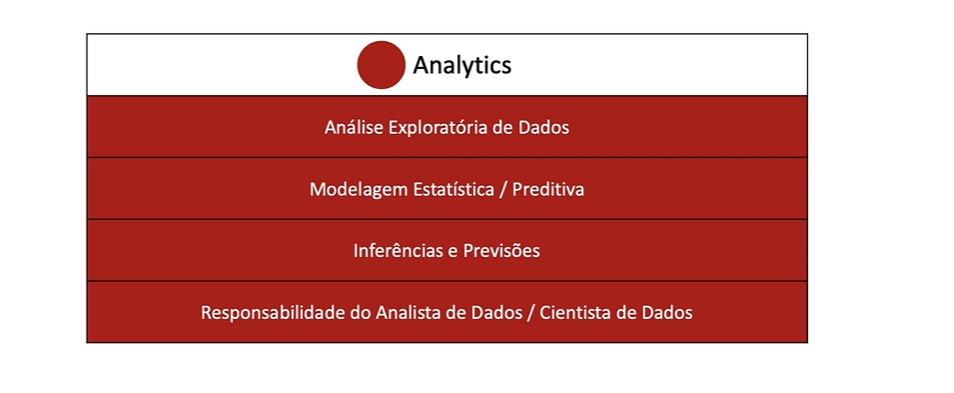 Analytics
Análise Exploratória de Dados
Modelagem Estatística / Preditiva
Inferências e Previsões
Responsabilidade do Analista de Dados / Cientista de Dados